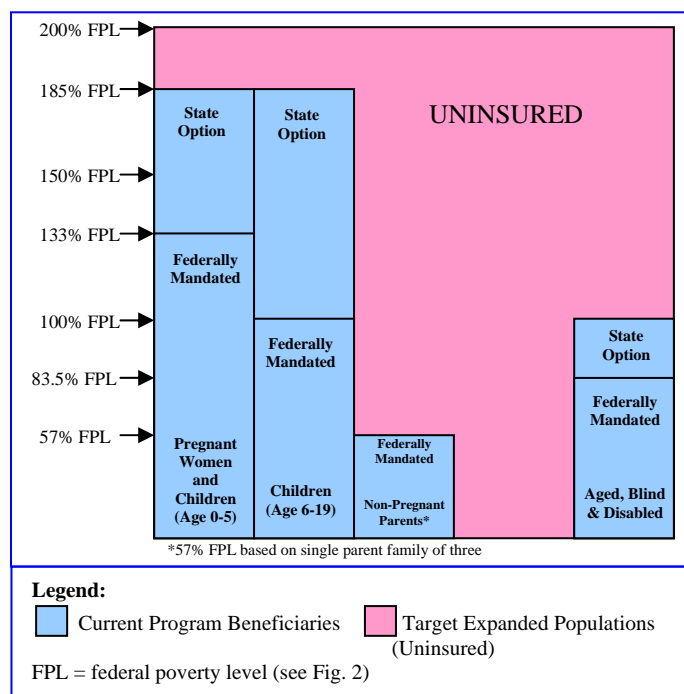 200% FPL
185% FPL
150% FPL
133% FPL
100% FPL
83.5% FPL
57% FPL
UNINSURED
State
Option
Federally
Mandated
Pregnant
Women
and
Children
(Age 0-5)
State
Option
Federally
Mandated
Children
(Age 6-19)
Federally
Mandated
Non-Pregnant
Parents*
State
Option
Federally
Mandated
Aged, Blind
& Disabled
*57% FPL based on single parent family of three
Legend:
Current Program Beneficiaries
Target Expanded Populations
(Uninsured)
FPL = federal poverty level (see Fig. 2)